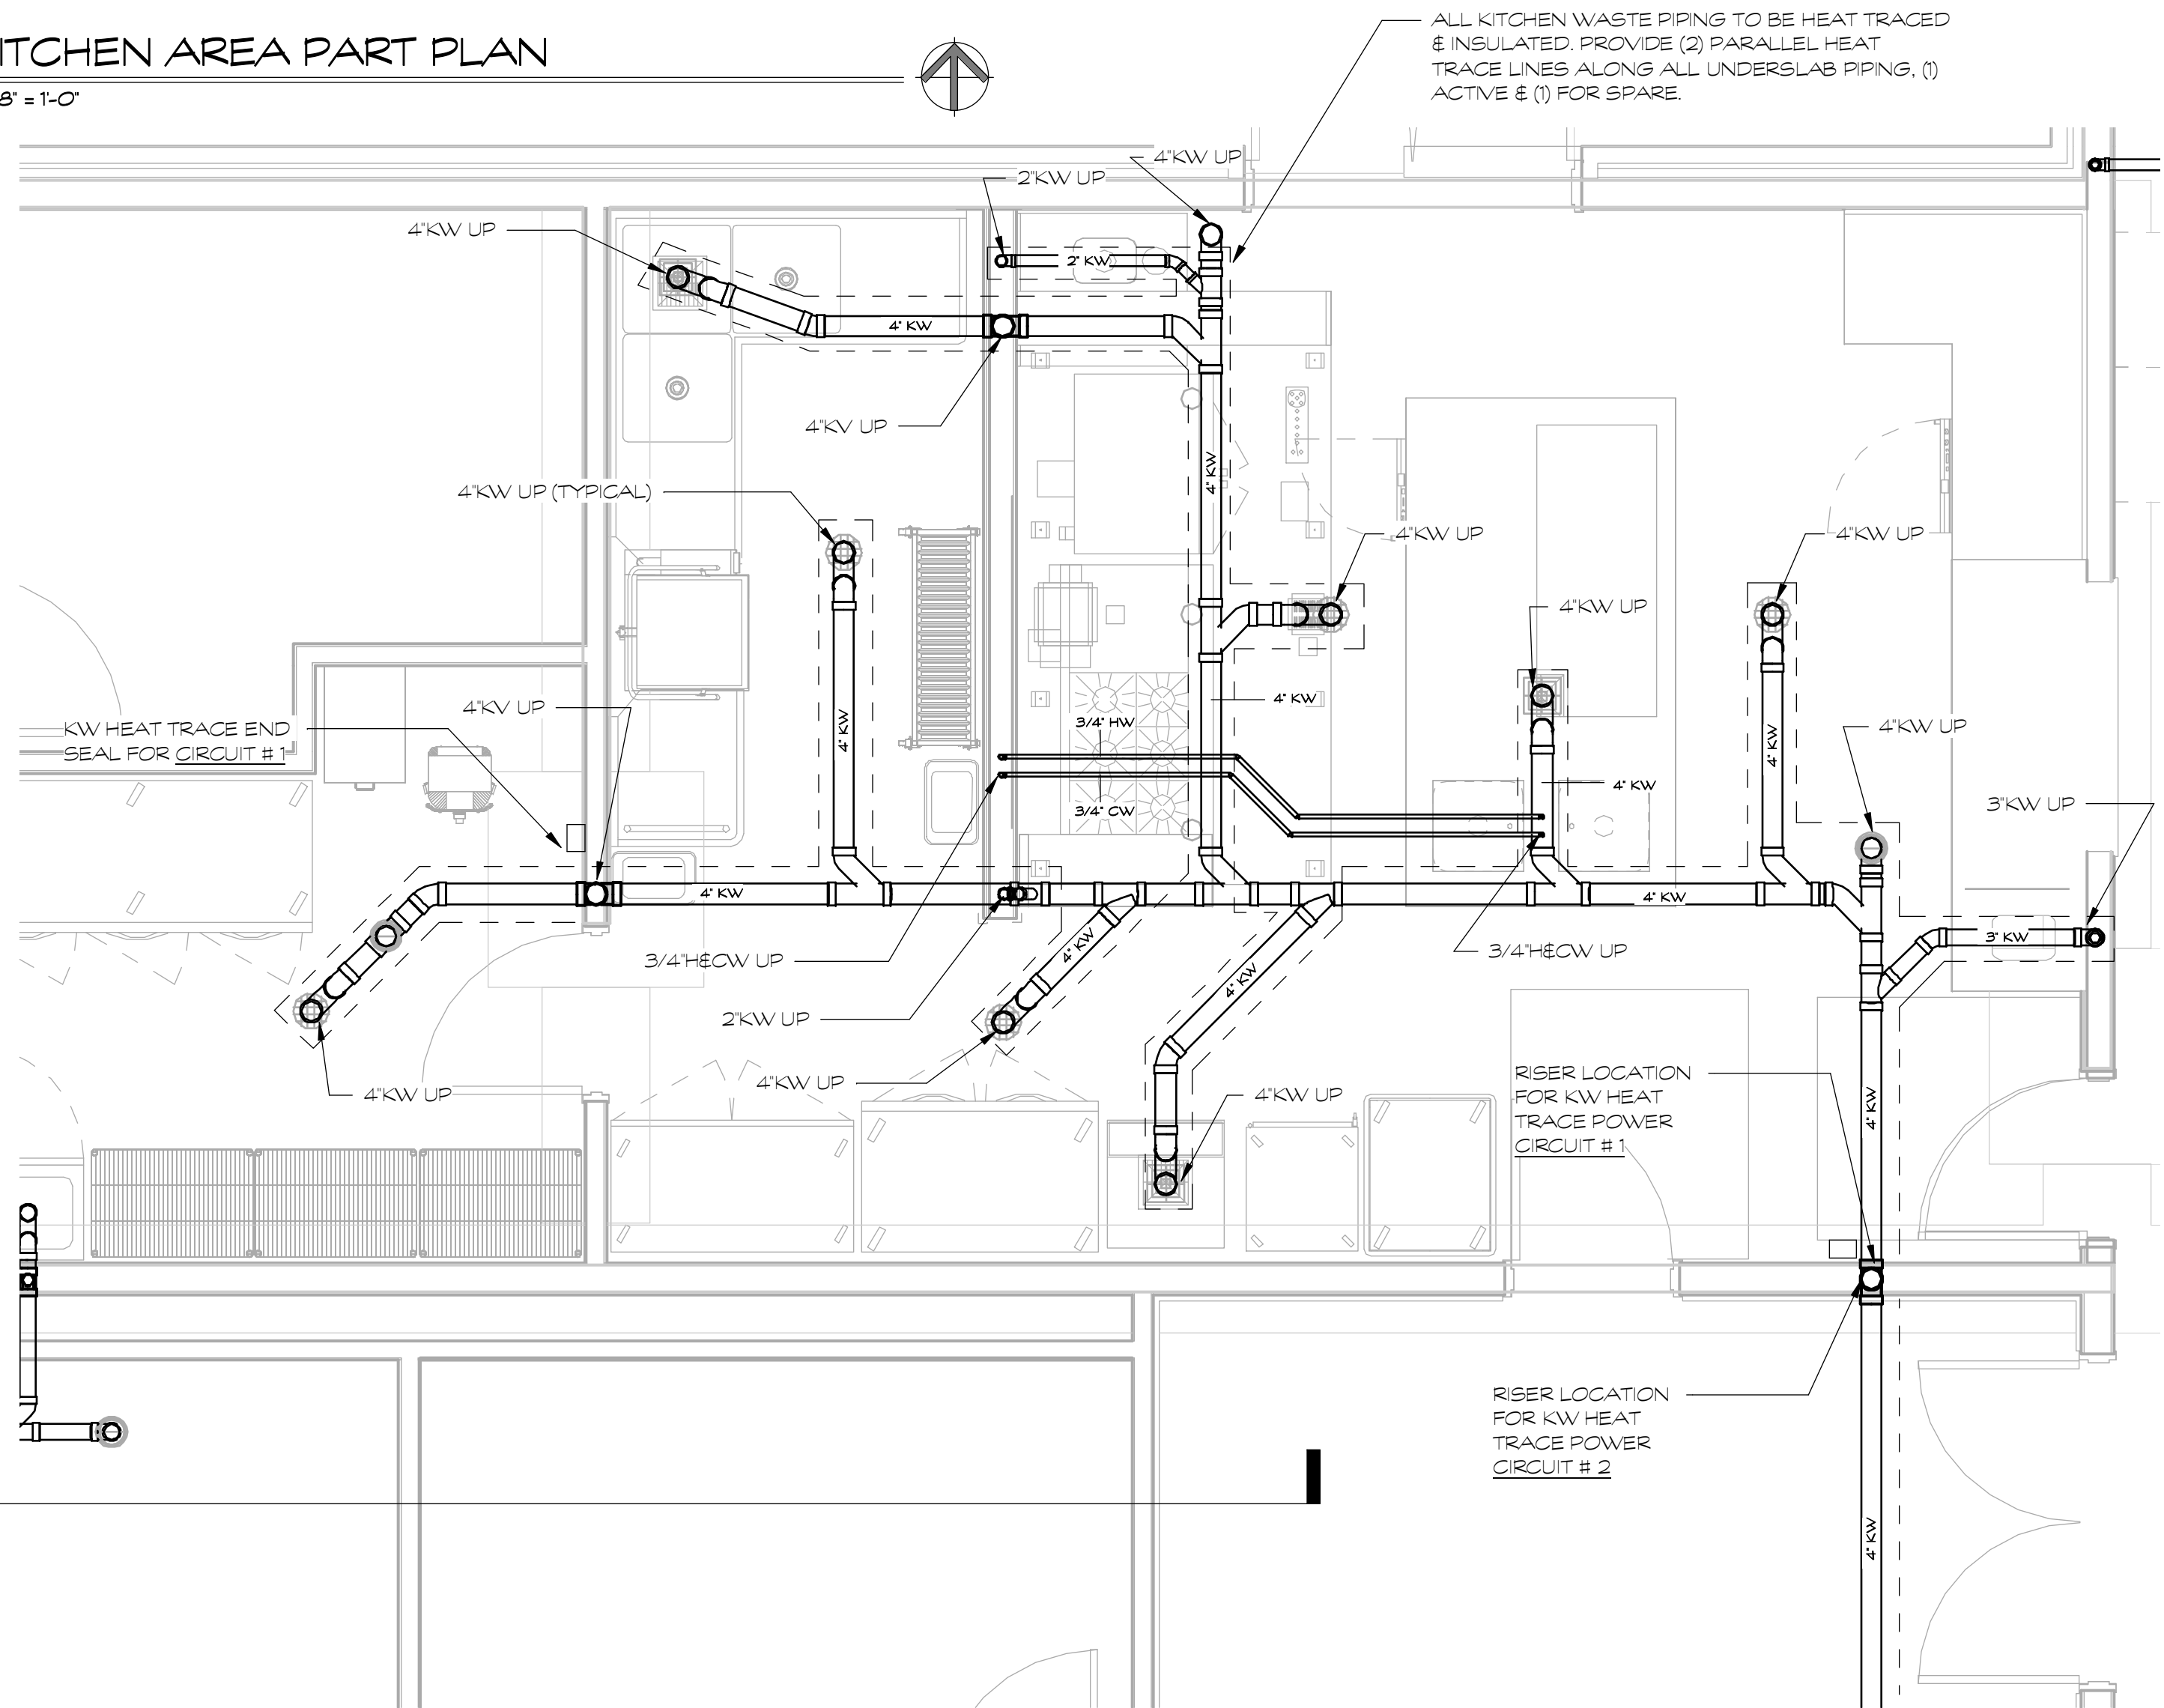 ITCHEN AREA PART PLAN
8" = 1'-0"
ALL KITCHEN WASTE PIPING TO BE HEAT TRACED
& INSULATED. PROVIDE (2) PARALLEL HEAT
TRACE LINES ALONG ALL UNDERSLAB PIPING, (1)
ACTIVE & (1) FOR SPARE.
4"KW UP
2"KW UP
4"KW UP
2" KW
4" KW
4"KV UP
4" KW
4"KW UP (TYPICAL)
4"KW UP
4"KW UP
4"KW UP
4"KV UP
4" KW
KW HEAT TRACE END
SEAL FOR CIRCUIT # 1
4" KW
3/4" HW
4" KW
4"KW UP
4" KW
3/4" CW
3"KW UP
4" KW
4" KW
4" KW
3" KW
4" KW
3/4"H&CW UP
3/4"H&CW UP
4" KW
2"KW UP
4"KW UP
4"KW UP
4"KW UP
RISER LOCATION
FOR KW HEAT
TRACE POWER
CIRCUIT # 1
4" KW
RISER LOCATION
FOR KW HEAT
TRACE POWER
CIRCUIT # 2
4" KW